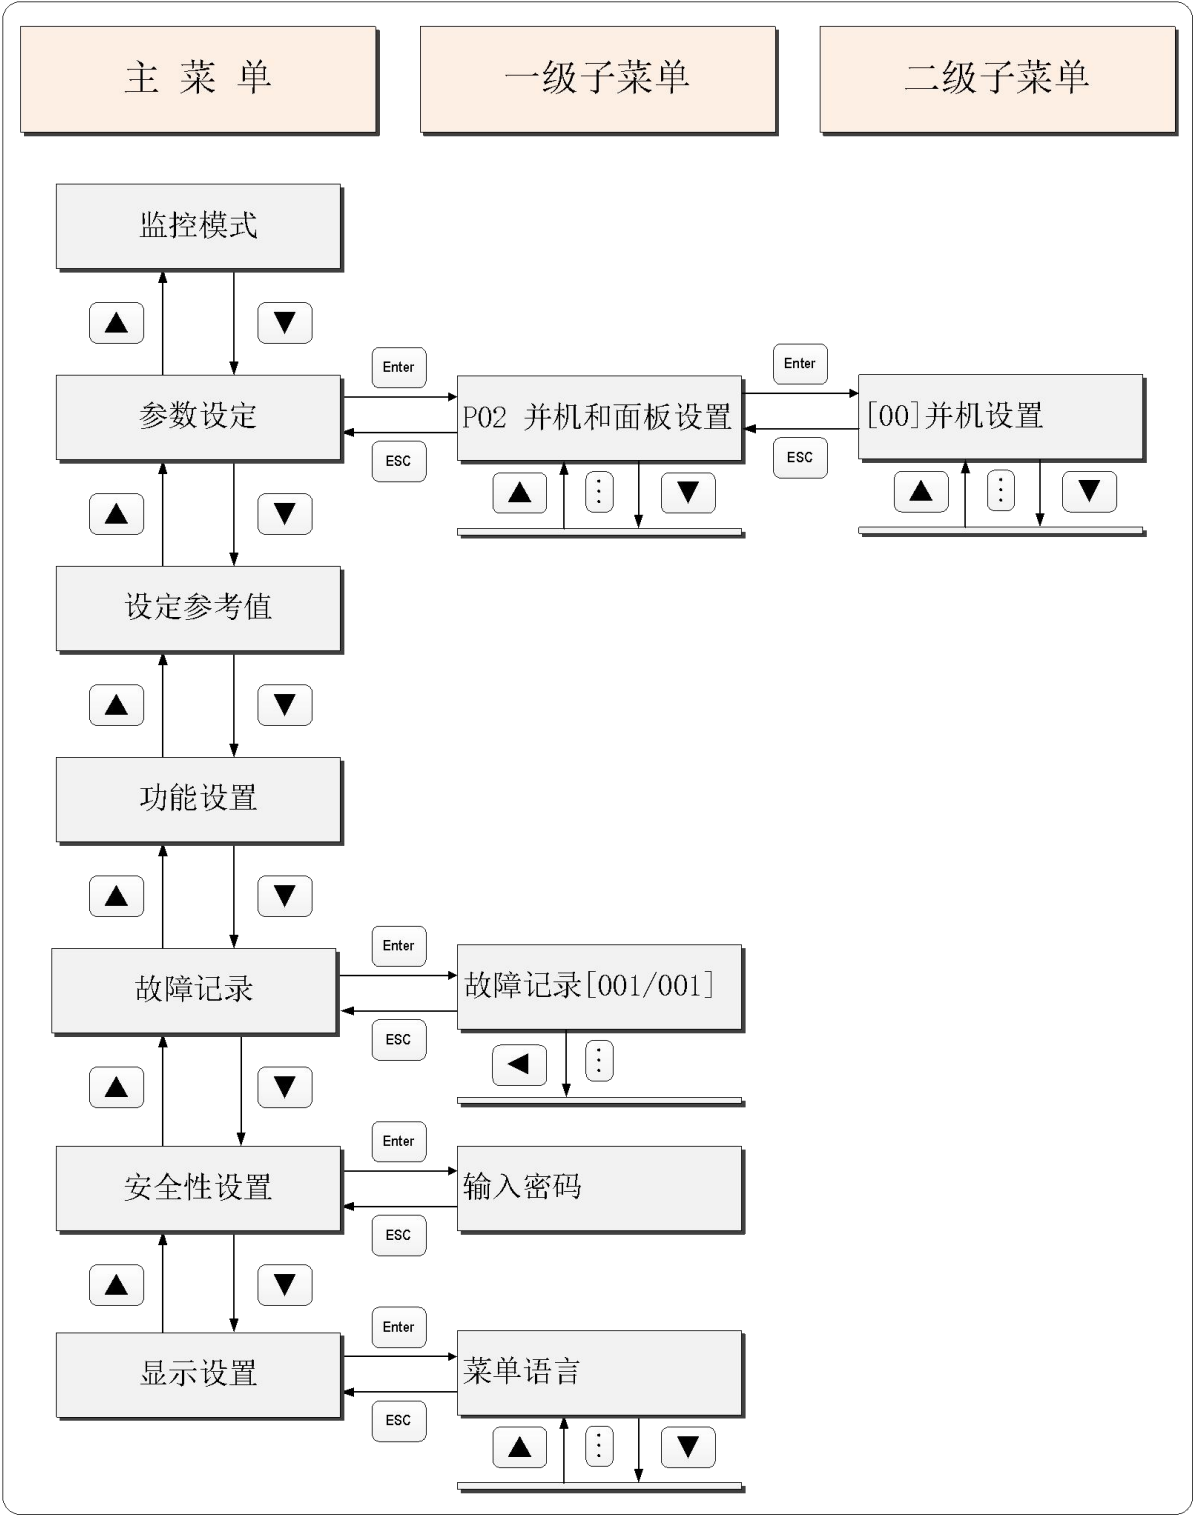 主 菜 单
一级子菜单
二级子菜单
监控模式
Enter
Enter
参数设定
P02 并机和面板设置
[00]并机设置
ESC
ESC
设定参考值
功能设置
Enter
故障记录
故障记录[001/001]
ESC
Enter
安全性设置
输入密码
ESC
Enter
显示设置
菜单语言
ESC